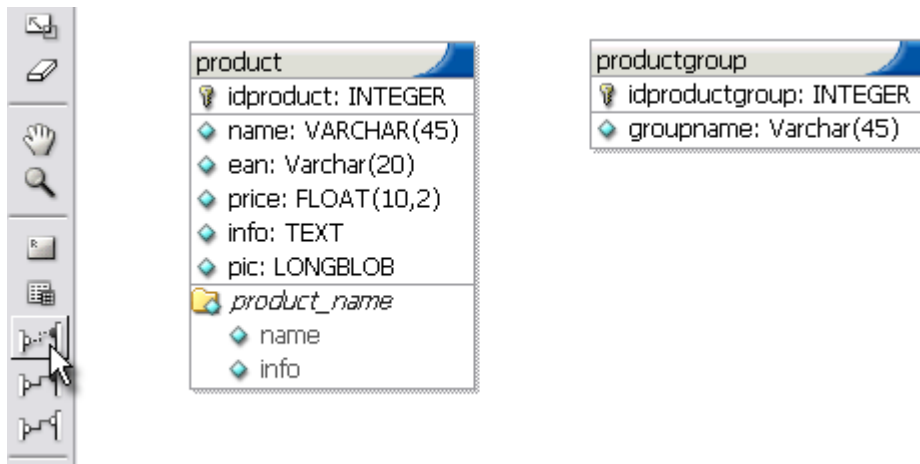 product
idproduct: INTEGER
name: VARCHAR(45)
ean: Varchar(20)
price: FLOAT(10,2)
info: TEXT
pic: LONGBLOB
product_name
name
info
productgroup
idproductgroup: INTEGER
groupname: Varchar(45)
R